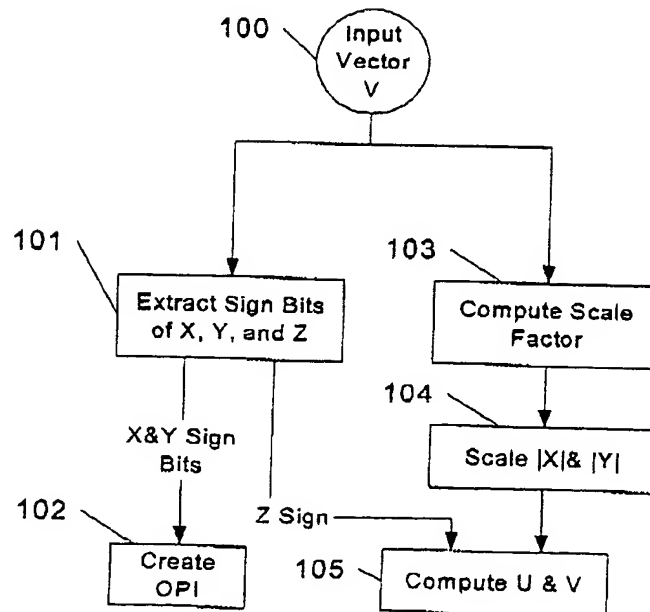 100
Input
Vector
V
101
Extract Sign Bits
of X, Y, and Z
103
Compute Scale
Factor
X&Y Sign
Bits
104
Scale |X|& |Y|
102
Create
OPI
Z Sign
105
Compute U & V